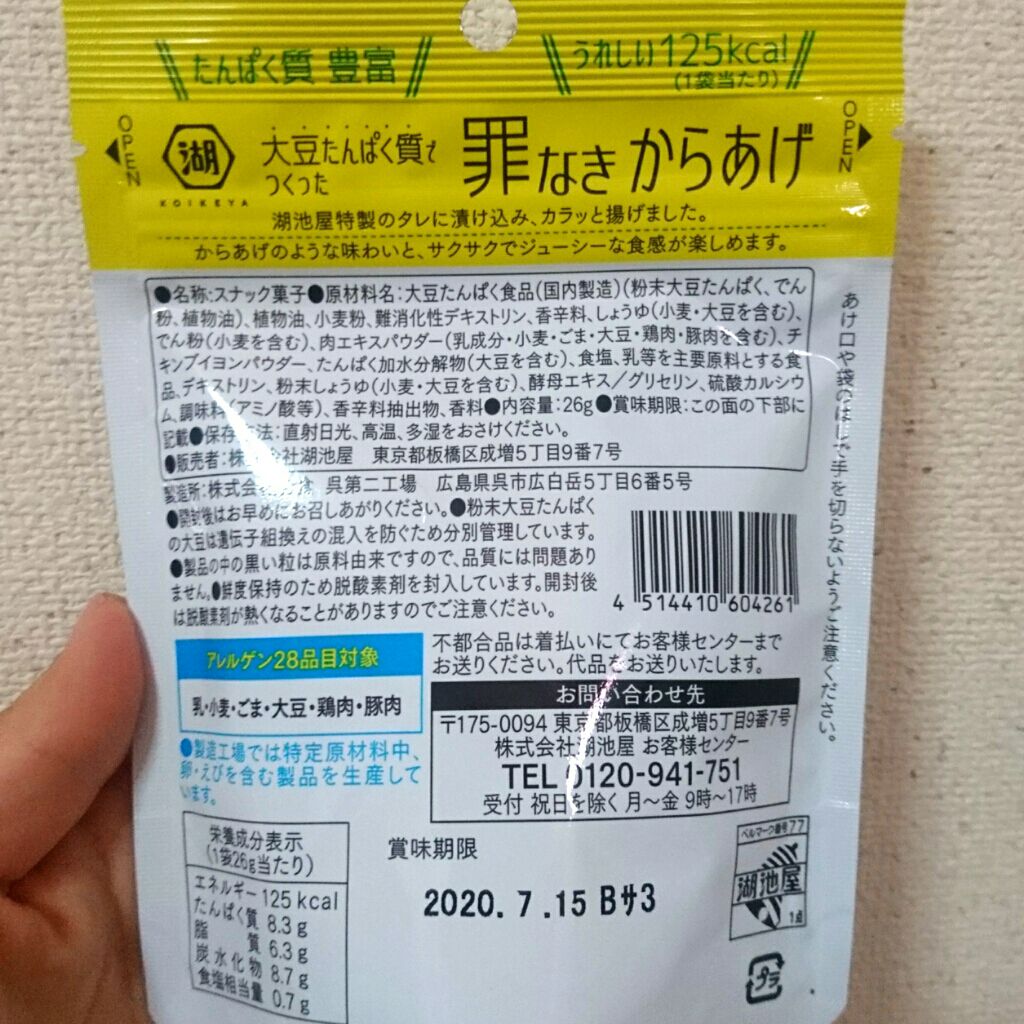 たんぱく質 豊富
うれしい125kcal
(1袋当たり)
OPEN
OPEN
湖
KOIKEYA
大豆たんぱく質で
つくった
罪なきからあげ
湖池屋特製のタレに漬け込み、カラッと揚げました。
からあげのような味わいと、サクサクでジューシーな食感が楽しめます。
●名称:スナック菓子●原材料名:大豆たんぱく食品(国内製造)(粉末大豆たんぱく、でん
粉、植物油)、植物油、小麦粉、難消化性デキストリン、香辛料、しょうゆ(小麦・大豆を含む)、
でん粉(小麦を含む)、肉エキスパウダー(乳成分・小麦・ごま・大豆・鶏肉・豚肉を含む)、チ
キンブイヨンパウダー、たんぱく加水分解物(大豆を含む)、食塩、乳等を主要原料とする食
品、デキストリン、粉末しょうゆ(小麦・大豆を含む)、酵母エキス/グリセリン、硫酸カルシウ
ム、調味料(アミノ酸等)、香辛料抽出物、香料●内容量:26g●賞味期限:この面の下部に
記載●保存方法:直射日光、高温、多湿をおさけください。
●販売者:株式会社湖池屋 東京都板橋区成増5丁目9番7号
製造所:株式会社 呉第二工場 広島県呉市広白岳5丁目6番5号
●開封後はお早めにお召しあがりください。●粉末大豆たんぱく
の大豆は遺伝子組換えの混入を防ぐため分別管理しています。
●製品の中の黒い粒は原料由来ですので、品質には問題あり
ません。●鮮度保持のため脱酸素剤を封入しています。開封後
は脱酸素剤が熱くなることがありますのでご注意ください。
4 514410 604261
あけ口や袋のはしで手を切らないようご注意ください。
アレルゲン28品目対象
乳・小麦・ごま・大豆・鶏肉・豚肉
●製造工場では特定原材料中、
卵・えびを含む製品を生産して
います。
不都合品は着払いにてお客様センターまで
お送りください。代品をお送りいたします。
お問い合わせ先
〒175-0094 東京都板橋区成増5丁目9番7号
株式会社湖池屋 お客様センター
TEL 0120-941-751
受付 祝日を除く 月〜金 9時〜17時
栄養成分表示
(1袋26g当たり)
エネルギー 125 kcal
たんぱく質 8.3 g
脂質 6.3 g
炭水化物 8.7 g
食塩相当量 0.7 g
賞味期限
2020. 7 .15 Bサ3
ベルマーク番号77
湖池屋
1点
プラ